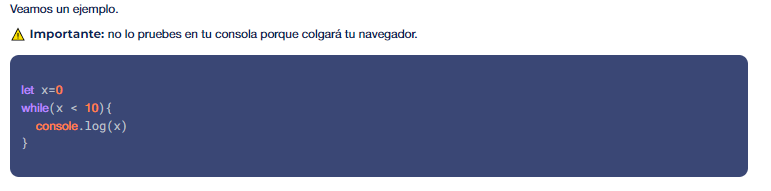 Veamos un ejemplo.
⚠ Importante: no lo pruebes en tu consola porque colgará tu navegador.
let x=0
while(x < 10){
  console.log(x)
}